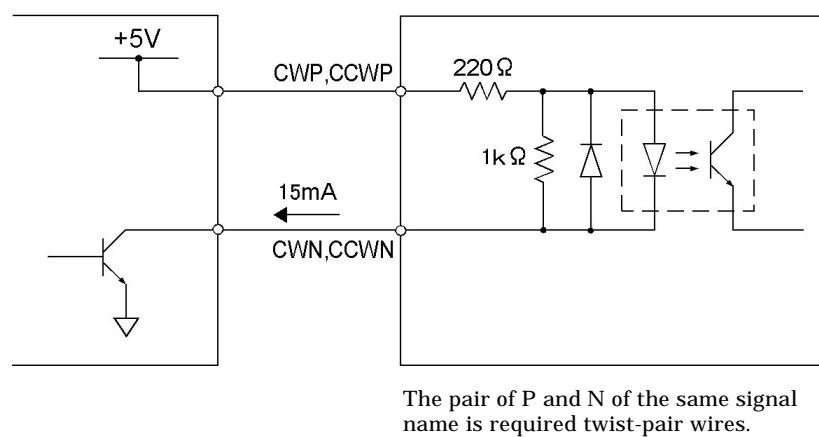 +5V
CWP,CCWP
220Ω
1kΩ
15mA
CWN,CCWN
The pair of P and N of the same signal
name is required twist-pair wires.